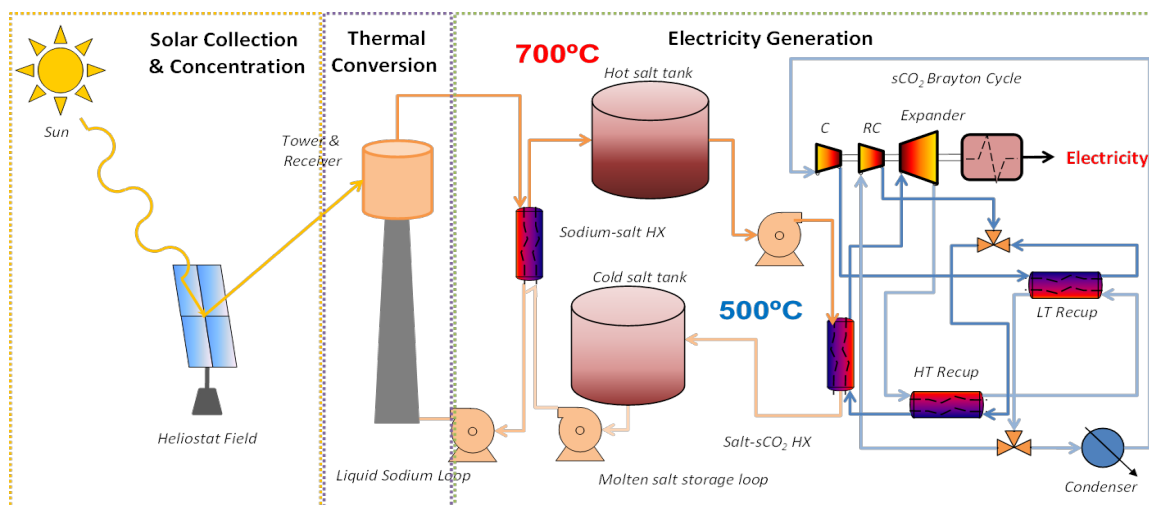 Solar Collection
& Concentration
Thermal
Conversion
Electricity Generation
700ºC
Hot salt tank
sCO₂ Brayton Cycle
Sun
Tower &
Receiver
C
RC
Expander
Electricity
Sodium-salt HX
Cold salt tank
500ºC
LT Recup
HT Recup
Heliostat Field
Salt-sCO₂ HX
Liquid Sodium Loop
Molten salt storage loop
Condenser